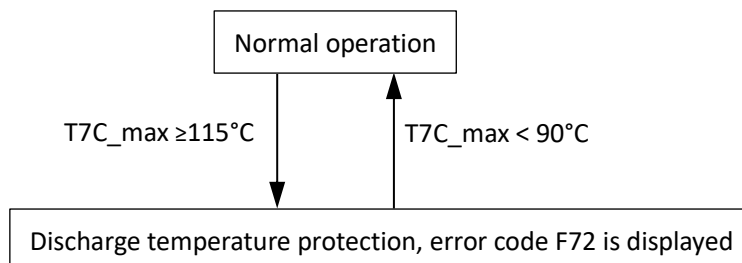 Normal operation
T7C_max ≥115°C
T7C_max < 90°C
Discharge temperature protection, error code F72 is displayed